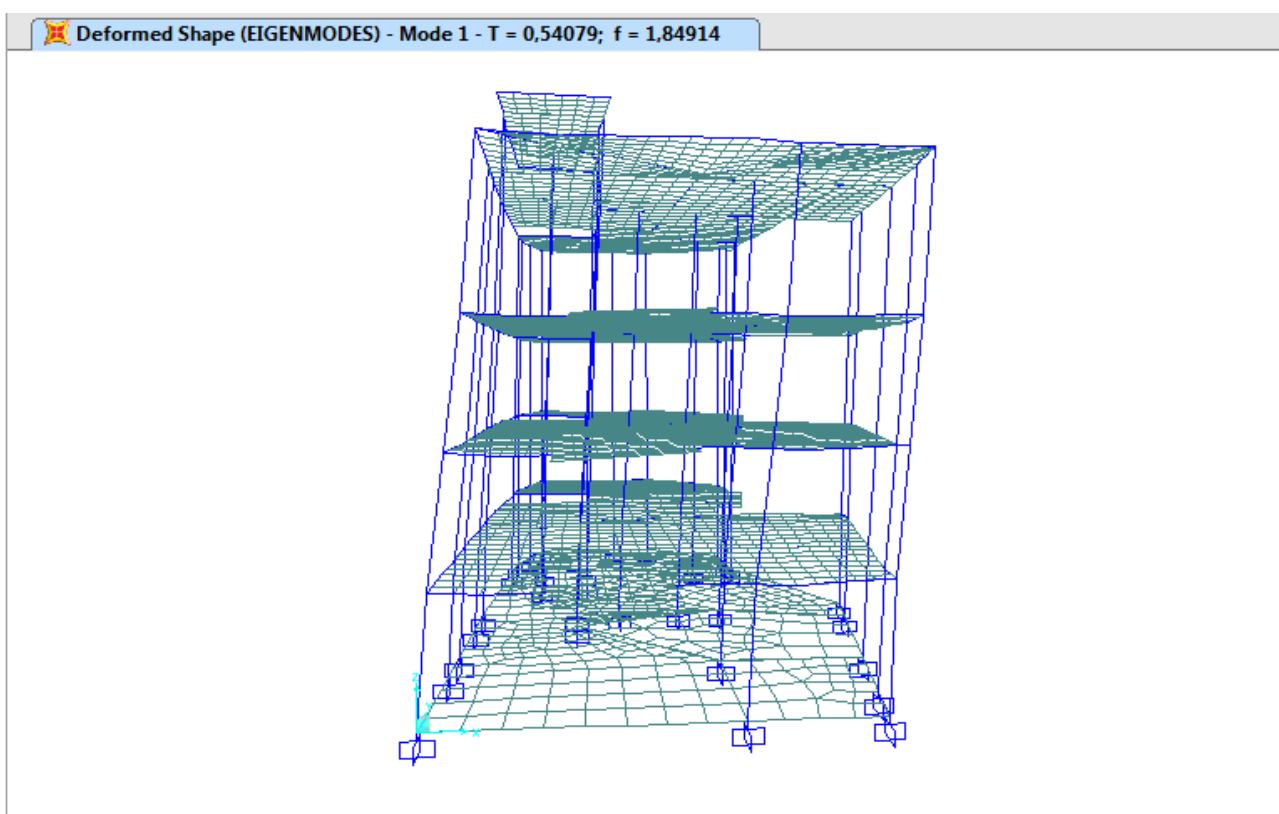 Deformed Shape (EIGENMODES) - Mode 1 - T = 0,54079; f = 1,84914
Z
X